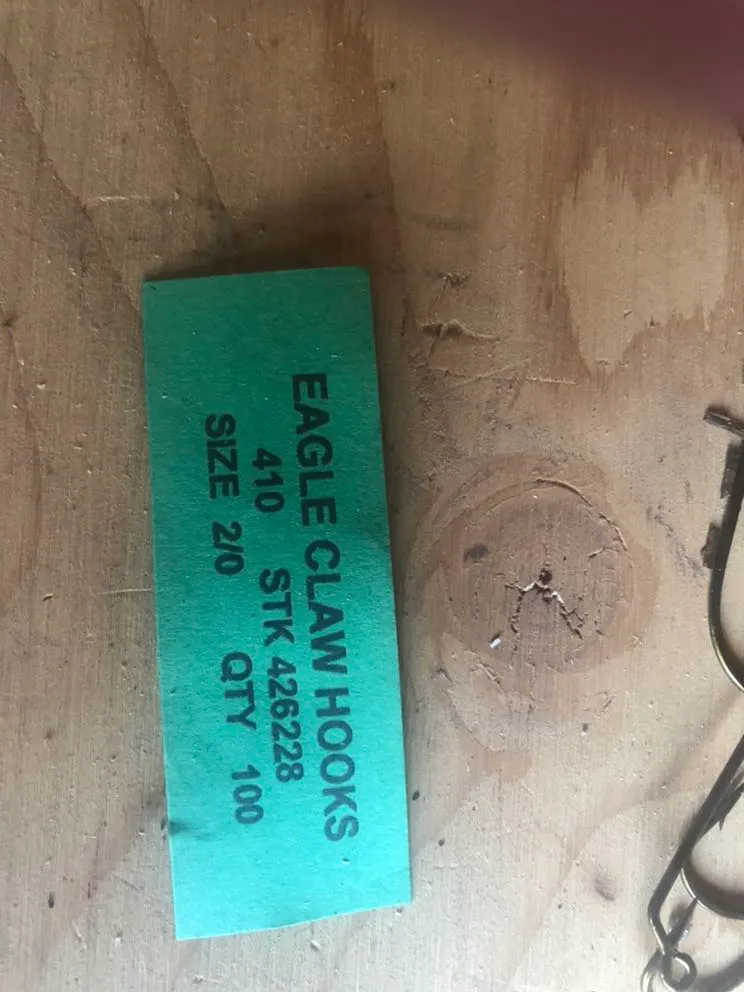 EAGLE CLAW HOOKS
410 STK 426228
SIZE 2/0 QTY 100